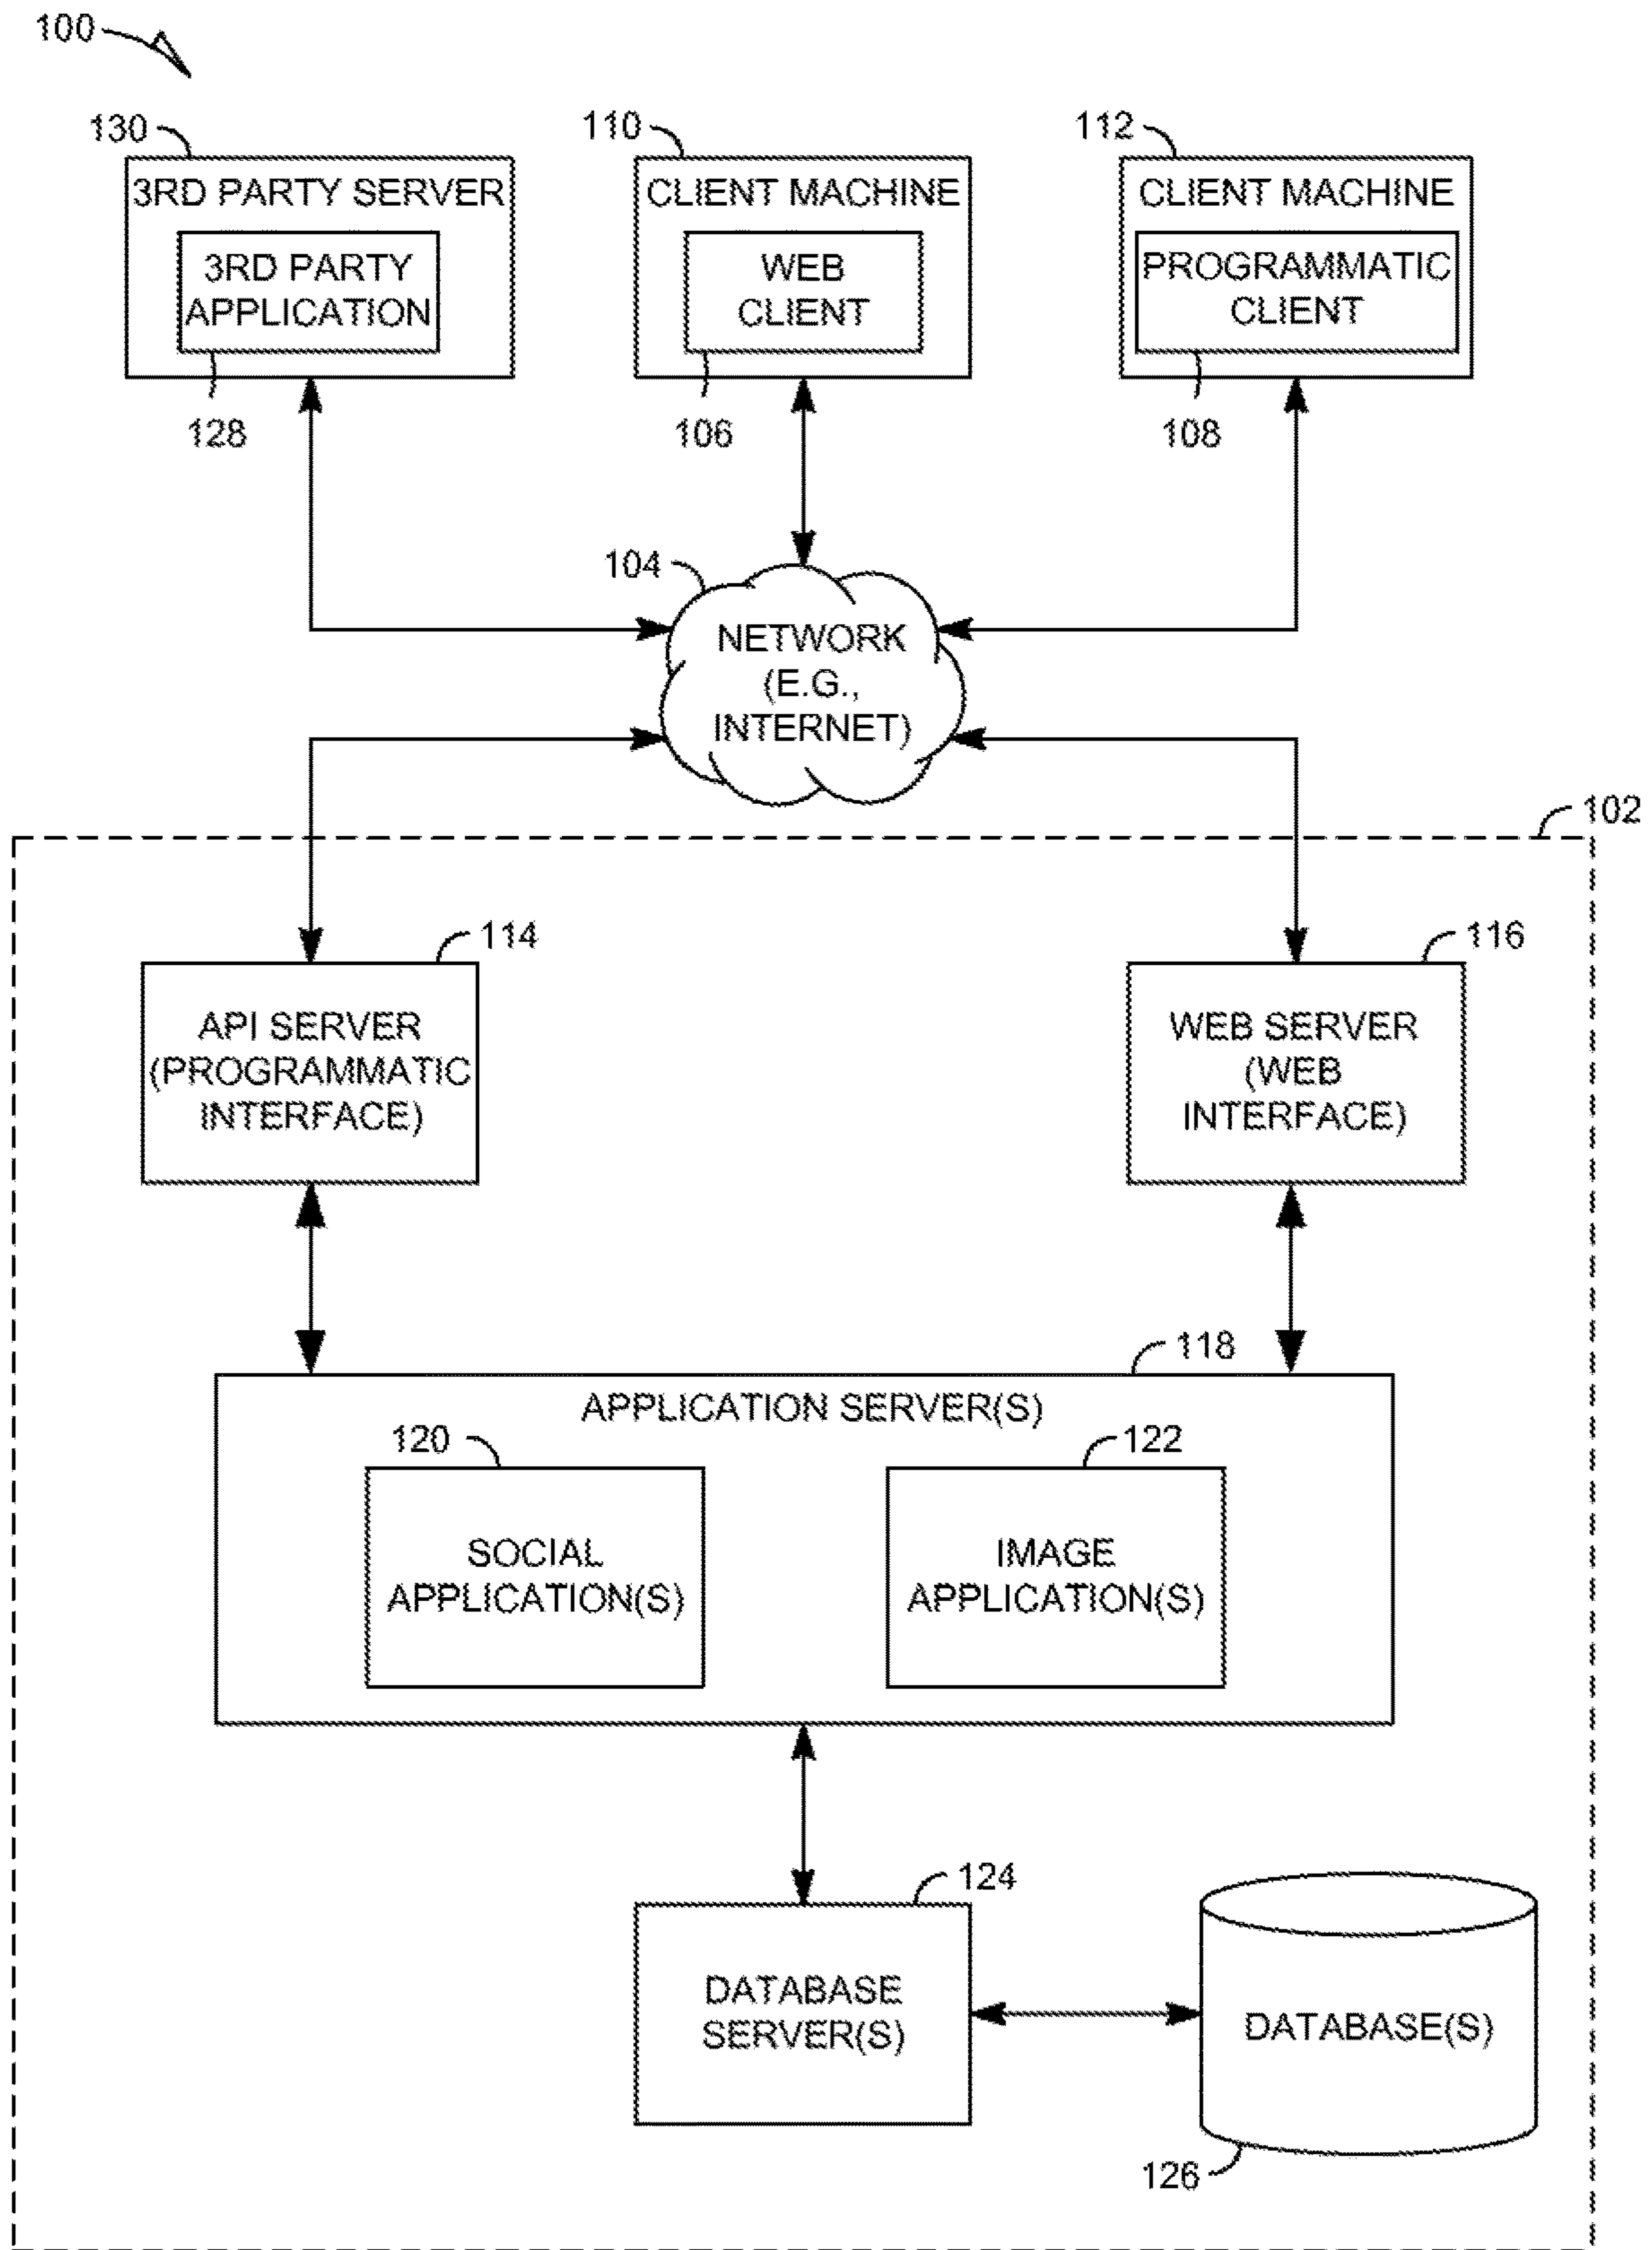 100
130
110
112
3RD PARTY SERVER
CLIENT MACHINE
CLIENT MACHINE
3RD PARTY
APPLICATION
WEB
CLIENT
PROGRAMMATIC
CLIENT
128
106
108
104
NETWORK
(E.G.,
INTERNET)
102
114
116
API SERVER
(PROGRAMMATIC
INTERFACE)
WEB SERVER
(WEB
INTERFACE)
118
APPLICATION SERVER(S)
120
122
SOCIAL
APPLICATION(S)
IMAGE
APPLICATION(S)
124
DATABASE
SERVER(S)
DATABASE(S)
126